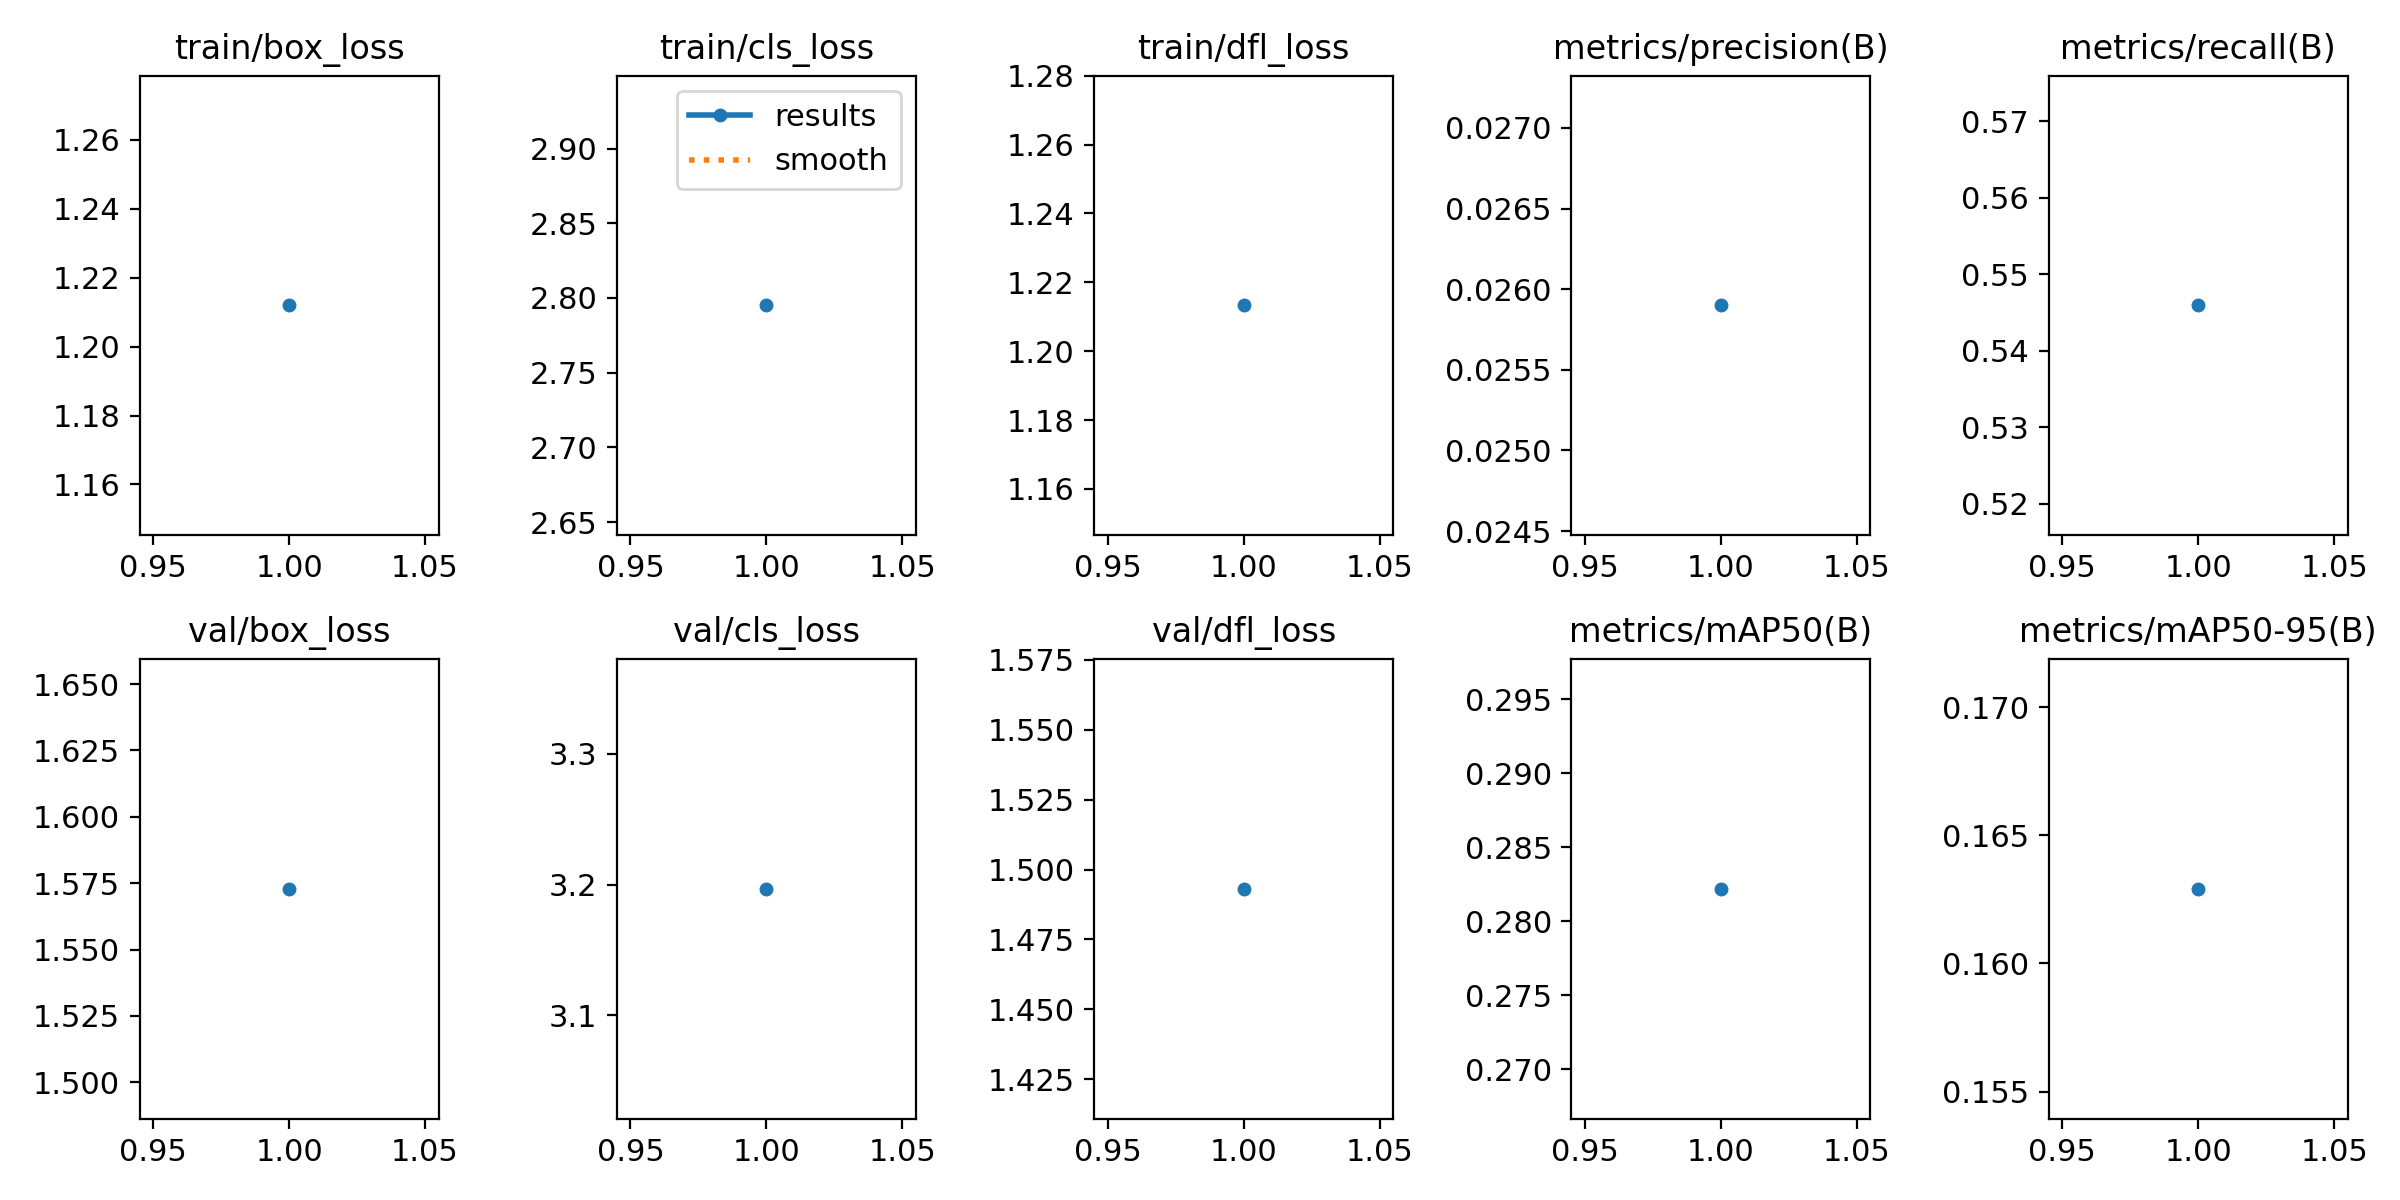 train/box_loss
1.26
1.24
1.22
1.20
1.18
1.16
0.95 1.00 1.05
train/cls_loss
results
smooth
2.90
2.85
2.80
2.75
2.70
2.65
0.95 1.00 1.05
train/dfl_loss
1.28
1.26
1.24
1.22
1.20
1.18
1.16
0.95 1.00 1.05
metrics/precision(B)
0.0270
0.0265
0.0260
0.0255
0.0250
0.0245
0.95 1.00 1.05
metrics/recall(B)
0.57
0.56
0.55
0.54
0.53
0.52
0.95 1.00 1.05
val/box_loss
1.650
1.625
1.600
1.575
1.550
1.525
1.500
0.95 1.00 1.05
val/cls_loss
3.3
3.2
3.1
0.95 1.00 1.05
val/dfl_loss
1.575
1.550
1.525
1.500
1.475
1.450
1.425
0.95 1.00 1.05
metrics/mAP50(B)
0.295
0.290
0.285
0.280
0.275
0.270
0.95 1.00 1.05
metrics/mAP50-95(B)
0.170
0.165
0.160
0.155
0.95 1.00 1.05